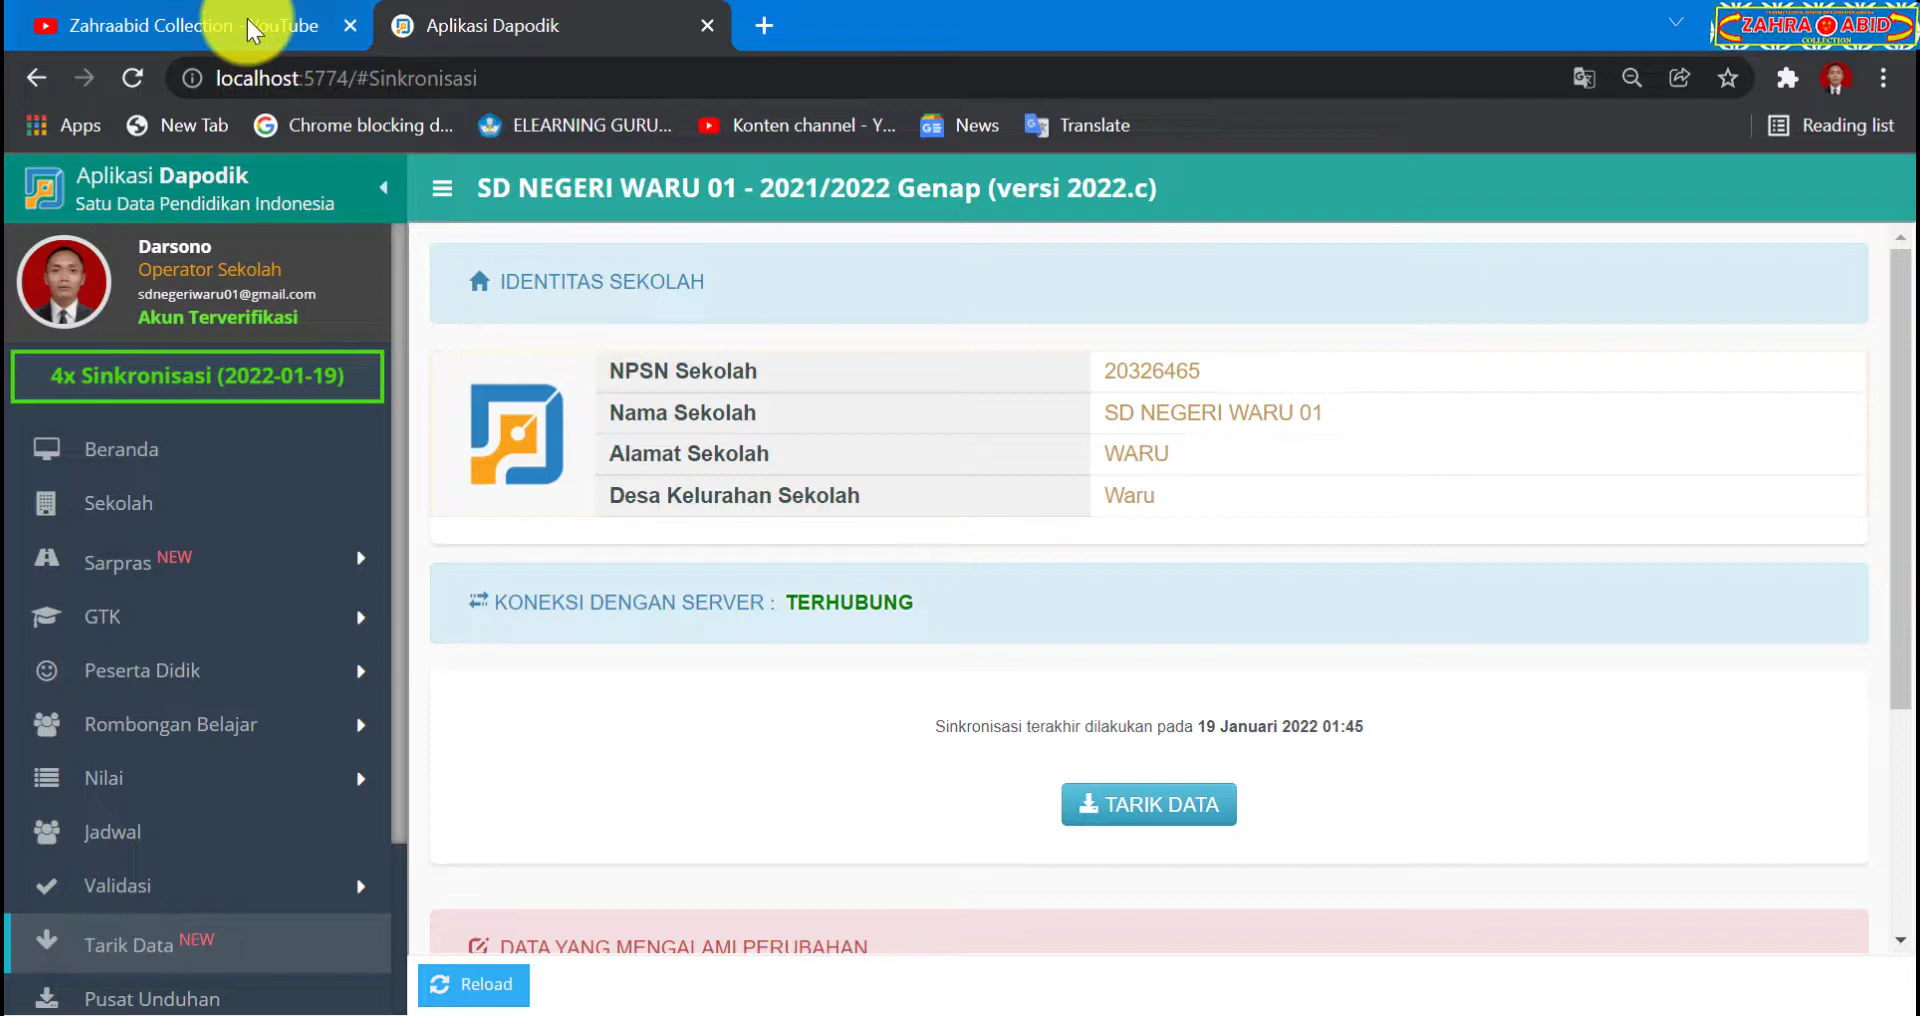 Zahraabid Collection - YouTube
Aplikasi Dapodik
ZAHRA ABID
COLLECTION
localhost:5774/#Sinkronisasi
Apps
New Tab
Chrome blocking d...
ELEARNING GURU...
Konten channel - Y...
News
Translate
Reading list
Aplikasi Dapodik
Satu Data Pendidikan Indonesia
SD NEGERI WARU 01 - 2021/2022 Genap (versi 2022.c)
Darsono
Operator Sekolah
sdnegeriwaru01@gmail.com
Akun Terverifikasi
4x Sinkronisasi (2022-01-19)
Beranda
Sekolah
Sarpras NEW
GTK
Peserta Didik
Rombongan Belajar
Nilai
Jadwal
Validasi
Tarik Data NEW
Pusat Unduhan
IDENTITAS SEKOLAH
NPSN Sekolah 20326465
Nama Sekolah SD NEGERI WARU 01
Alamat Sekolah WARU
Desa Kelurahan Sekolah Waru
KONEKSI DENGAN SERVER : TERHUBUNG
Sinkronisasi terakhir dilakukan pada 19 Januari 2022 01:45
TARIK DATA
DATA YANG MENGALAMI PERUBAHAN
Reload